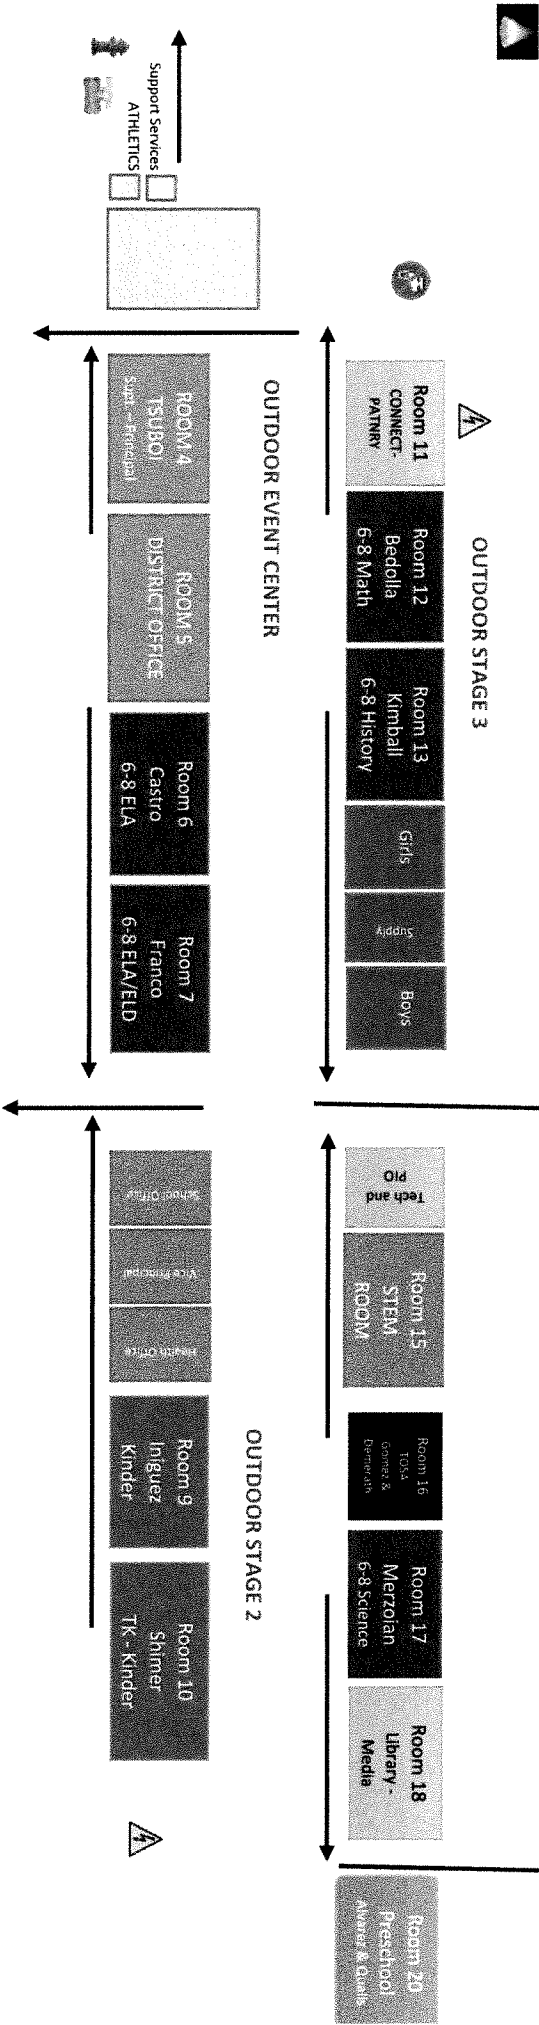 OUTDOOR STAGE 3
Room 11
CONNECT-
PATNRY
Room 12
Bedolla
6-8 Math
Room 13
Kimball
6-8 History
Girls
Supply
Boys
Tech and
PIO
Room 15
STEM
ROOM
Room 16
TOSA
Gomez &
Demerath
Room 17
Merzoian
6-8 Science
Room 18
Library -
Media
Room 20
Preschool
Alvarez & Qualls
OUTDOOR EVENT CENTER
OUTDOOR STAGE 2
Support Services
ATHLETICS
ROOM 4
TSUBOI
Supt - Principal
ROOM 5
DISTRICT OFFICE
Room 6
Castro
6-8 ELA
Room 7
Franco
6-8 ELA/ELD
School Office
Vice Principal
Health Office
Room 9
Iniguez
Kinder
Room 10
Shimer
TK - Kinder